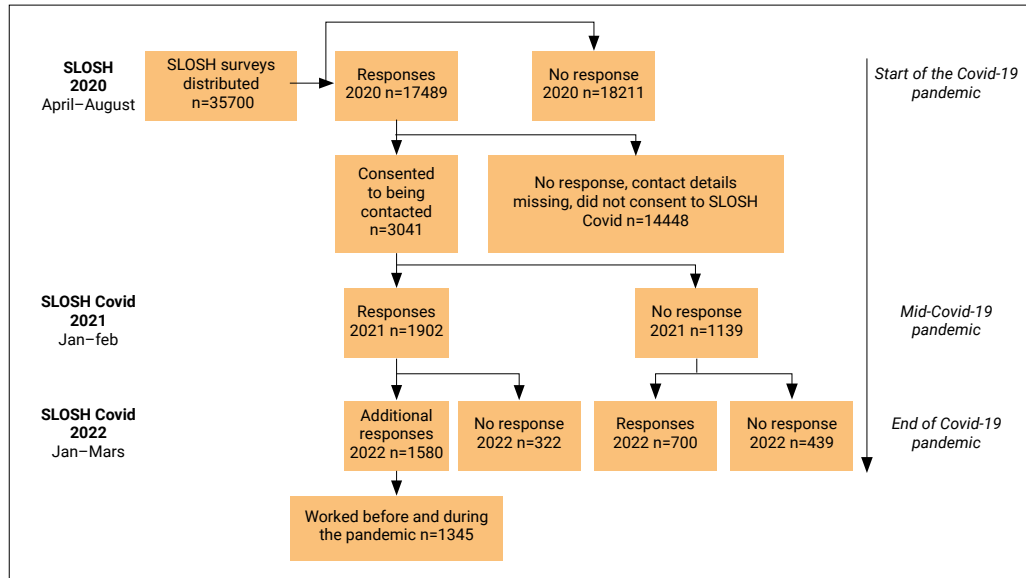 SLOSH
2020
April–August
SLOSH surveys
distributed
n=35700
Responses
2020 n=17489
No response
2020 n=18211
Start of the Covid-19
pandemic
Consented
to being
contacted
n=3041
No response, contact details
missing, did not consent to SLOSH
Covid n=14448
SLOSH Covid
2021
Jan–feb
Responses
2021 n=1902
No response
2021 n=1139
Mid-Covid-19
pandemic
SLOSH Covid
2022
Jan–Mars
Additional
responses
2022 n=1580
No response
2022 n=322
Responses
2022 n=700
No response
2022 n=439
End of Covid-19
pandemic
Worked before and during
the pandemic n=1345